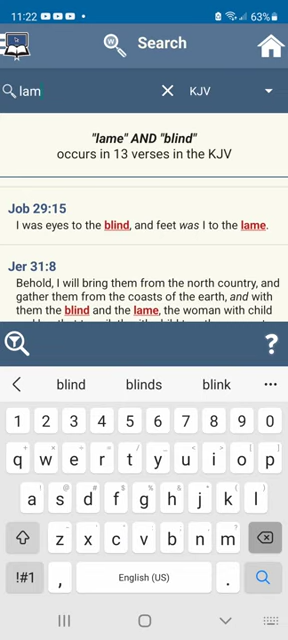 11:22 63%
W Search
lam KJV
"lame" AND "blind"
occurs in 13 verses in the KJV
Job 29:15
I was eyes to the blind, and feet was I to the lame.
Jer 31:8
Behold, I will bring them from the north country, and
gather them from the coasts of the earth, and with
them the blind and the lame, the woman with child
?
blind blinds blink
1 2 3 4 5 6 7 8 9 0
q w e r t y u i o p
a s d f g h j k l
z x c v b n m
!#1 , English (US) .